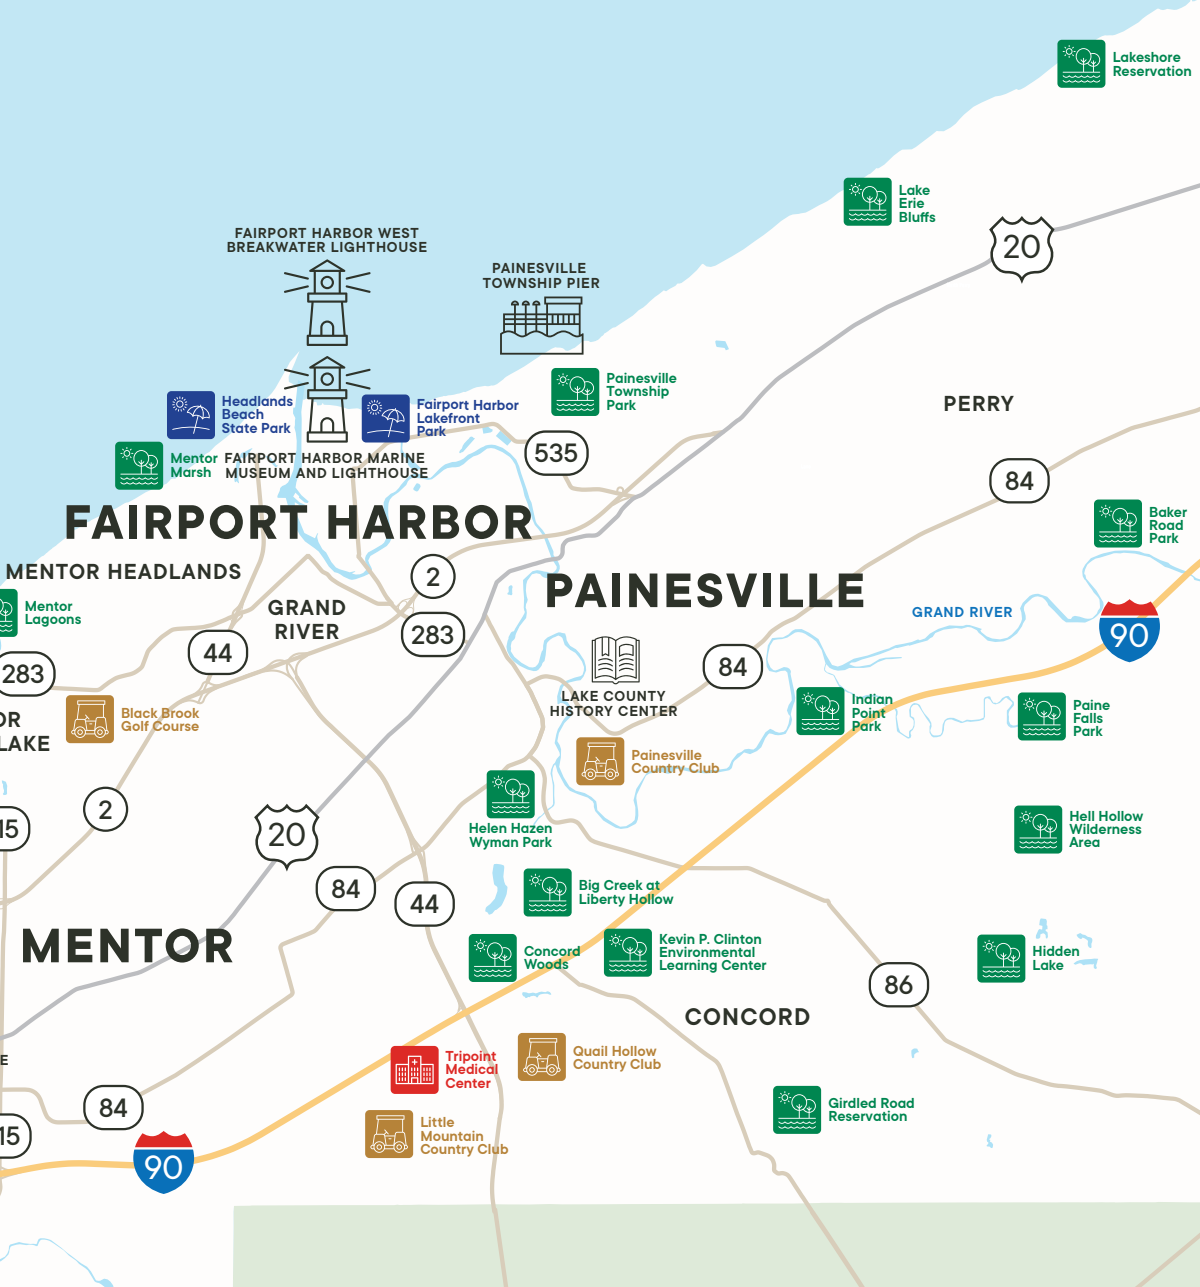 Lakeshore
Reservation
Lake
Erie
Bluffs
20
FAIRPORT HARBOR WEST
BREAKWATER LIGHTHOUSE
PAINESVILLE
TOWNSHIP PIER
Painesville
Township
Park
Headlands
Beach
State Park
Fairport Harbor
Lakefront
Park
PERRY
535
Mentor
Marsh
FAIRPORT HARBOR MARINE
MUSEUM AND LIGHTHOUSE
84
FAIRPORT HARBOR
Baker
Road
Park
MENTOR HEADLANDS
2
PAINESVILLE
Mentor
Lagoons
GRAND
RIVER
GRAND RIVER
283
90
44
283
84
LAKE COUNTY
HISTORY CENTER
Indian
Point
Park
Paine
Falls
Park
OR
LAKE
Black Brook
Golf Course
Painesville
Country Club
2
15
20
Helen Hazen
Wyman Park
Hell Hollow
Wilderness
Area
84
44
Big Creek at
Liberty Hollow
MENTOR
Concord
Woods
Kevin P. Clinton
Environmental
Learning Center
Hidden
Lake
86
CONCORD
E
Tripoint
Medical
Center
Quail Hollow
Country Club
84
15
Little
Mountain
Country Club
Girdled Road
Reservation
90